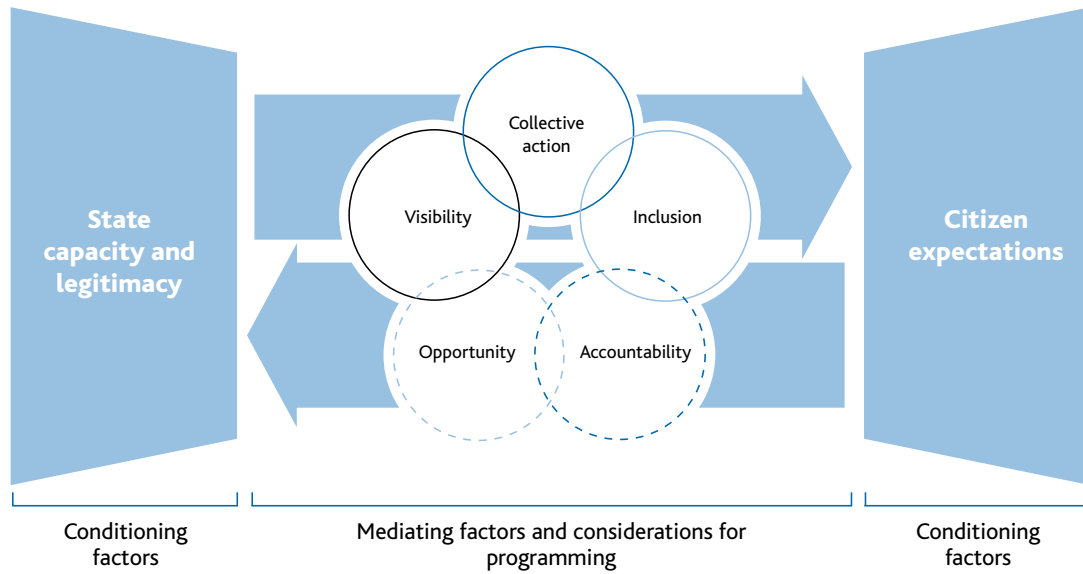 State
capacity and
legitimacy
Collective
action
Visibility
Inclusion
Opportunity
Accountability
Citizen
expectations
Conditioning
factors
Mediating factors and considerations for
programming
Conditioning
factors